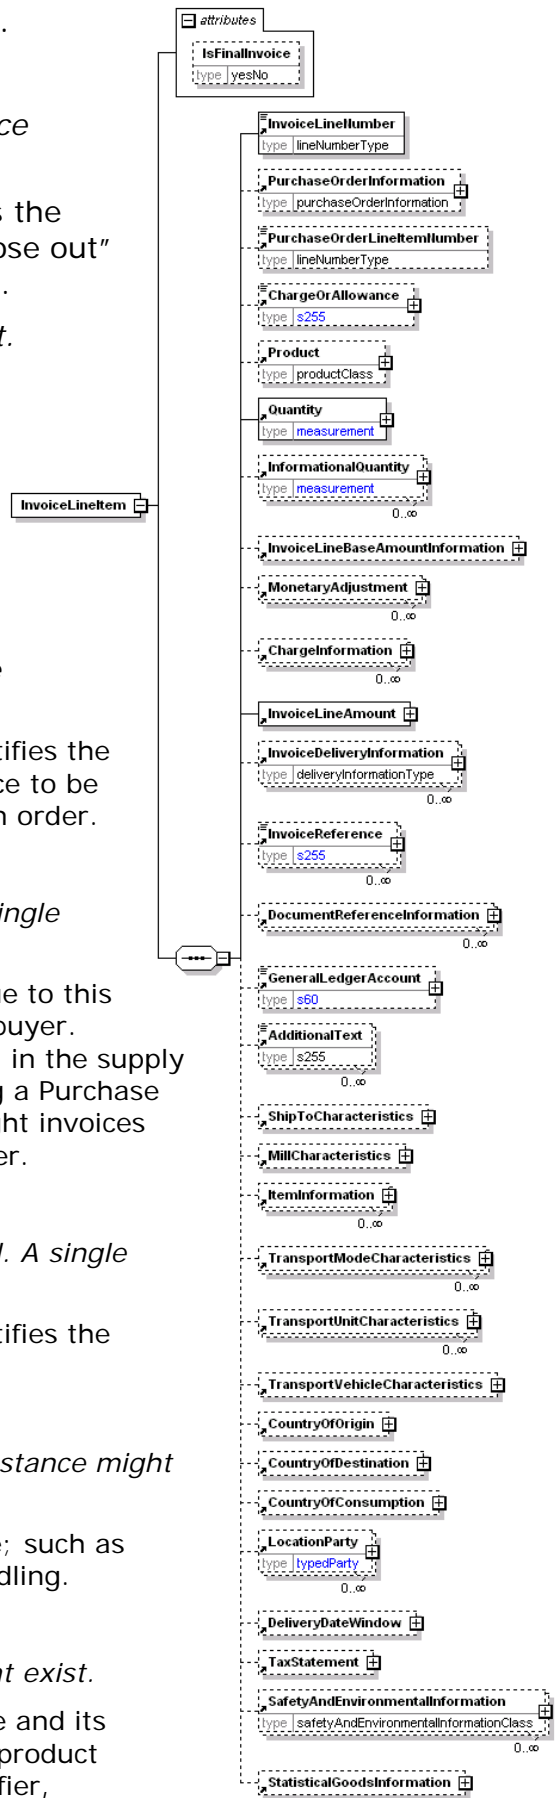 .
ce
s the
ose out"
.
t.
e
tifies the
ce to be
n order.
ingle
e to this
buyer.
in the supply
g a Purchase
ght invoices
er.
l. A single
tifies the
stance might
e; such as
dling.
nt exist.
e and its
product
fier,
attributes
IsFinalInvoice
type yesNo
InvoiceLineItem
InvoiceLineNumber
type lineNumberType
PurchaseOrderInformation
type purchaseOrderInformation
PurchaseOrderLineItemNumber
type lineNumberType
ChargeOrAllowance
type s255
Product
type productClass
Quantity
type measurement
InformationalQuantity
type measurement
0..∞
InvoiceLineBaseAmountInformation
MonetaryAdjustment
0..∞
ChargeInformation
0..∞
InvoiceLineAmount
InvoiceDeliveryInformation
type deliveryInformationType
0..∞
InvoiceReference
type s255
0..∞
DocumentReferenceInformation
0..∞
GeneralLedgerAccount
type s60
AdditionalText
type s255
0..∞
ShipToCharacteristics
MillCharacteristics
ItemInformation
0..∞
TransportModeCharacteristics
0..∞
TransportUnitCharacteristics
0..∞
TransportVehicleCharacteristics
CountryOfOrigin
CountryOfDestination
CountryOfConsumption
LocationParty
type typedParty
0..∞
DeliveryDateWindow
TaxStatement
SafetyAndEnvironmentalInformation
type safetyAndEnvironmentalInformationClass
0..∞
StatisticalGoodsInformation